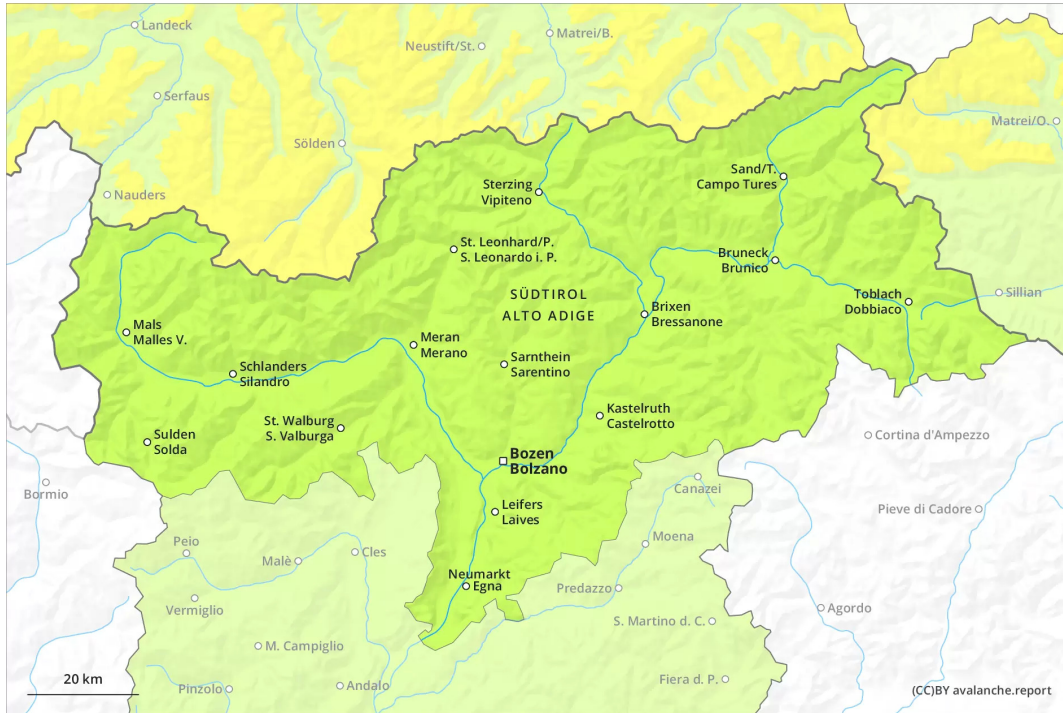 Landeck
Matrei/B.
Neustift/St.
Serfaus
Matrei/O.
Sölden
Sand/T.
Campo Tures
Sterzing
Vipiteno
Nauders
St. Leonhard/P.
S. Leonardo i. P.
Bruneck
Brunico
SÜDTIROL
ALTO ADIGE
Toblach
Dobbiaco
Sillian
Brixen
Bressanone
Mals
Malles V.
Meran
Merano
Sarnthein
Sarentino
Schlanders
Silandro
Kastelruth
Castelrotto
St. Walburg
S. Valburga
Sulden
Solda
Cortina d'Ampezzo
Bozen
Bolzano
Bormio
Canazei
Leifers
Laives
Pieve di Cadore
Moena
Peio
Cles
Malè
Neumarkt
Egna
Predazzo
Vermiglio
Agordo
S. Martino d. C.
M. Campiglio
20 km
Pinzolo
Andalo
Fiera d. P.
(CC)BY avalanche.report